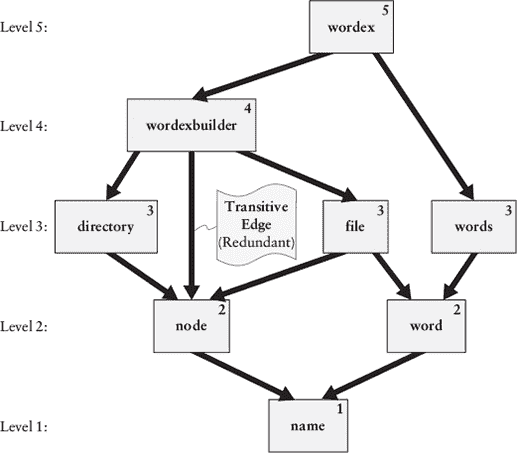 Level 5:
wordex 5
Level 4:
wordexbuilder 4
Level 3:
directory 3
Transitive
Edge
(Redundant)
file 3
words 3
Level 2:
node 2
word 2
Level 1:
name 1